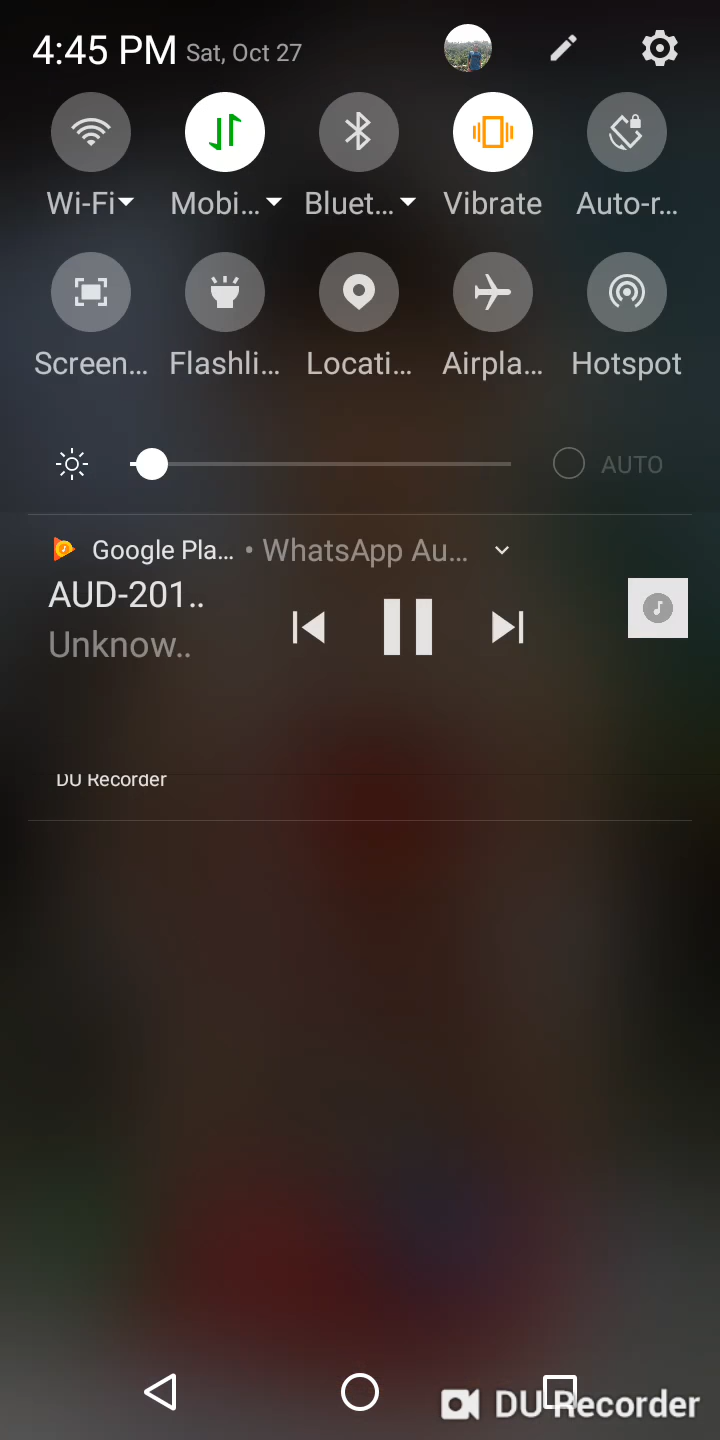 4:45 PM Sat, Oct 27
Wi-Fi Mobi... Bluet... Vibrate Auto-r...
Screen... Flashli... Locati... Airpla... Hotspot
AUTO
Google Pla... • WhatsApp Au...
AUD-201..
Unknow..
DU Recorder
DU Recorder